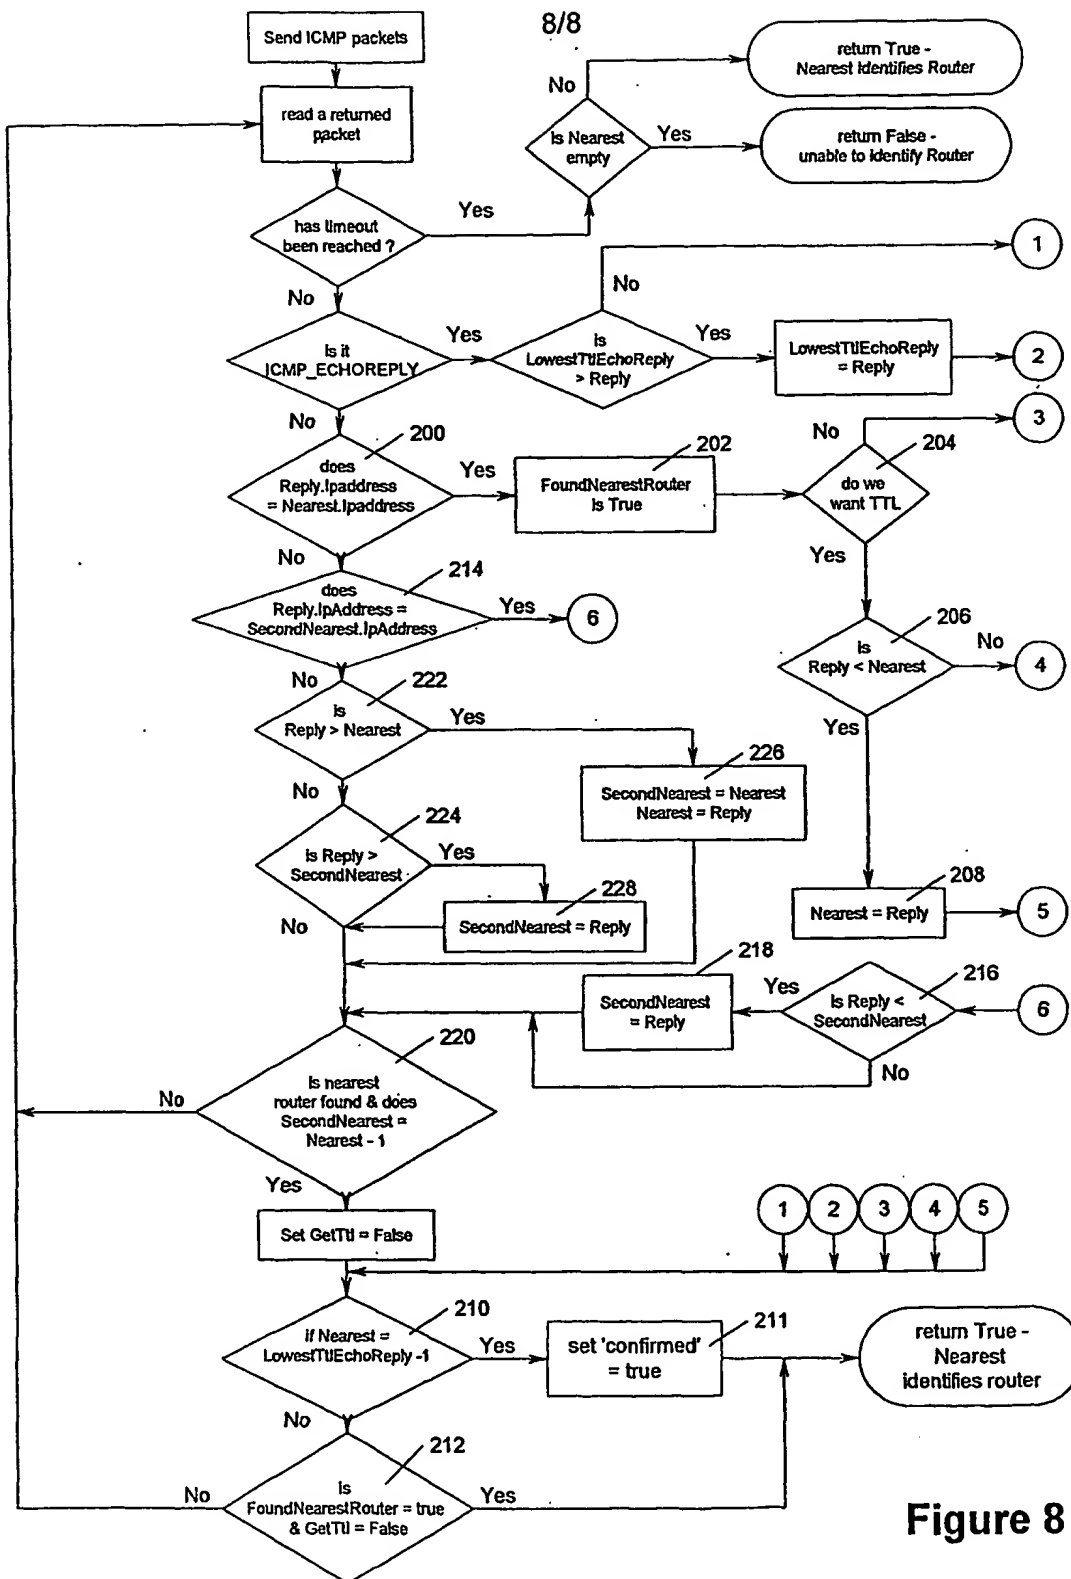 8/8
Send ICMP packets
read a returned
packet
has timeout
been reached ?
Yes
No
Is Nearest
empty
No
Yes
return True -
Nearest Identifies Router
return False -
unable to Identify Router
Is it
ICMP_ECHOREPLY
Yes
No
Is
LowestTtlEchoReply
> Reply
No
Yes
1
LowestTtlEchoReply
= Reply
2
3
200
does
Reply.Ipaddress
= Nearest.Ipaddress
Yes
No
202
FoundNearestRouter
Is True
No
204
do we
want TTL
Yes
214
does
Reply.IpAddress =
SecondNearest.IpAddress
Yes
6
No
206
Is
Reply < Nearest
No
4
Yes
222
Is
Reply > Nearest
Yes
No
226
SecondNearest = Nearest
Nearest = Reply
224
Is Reply >
SecondNearest
Yes
No
228
SecondNearest = Reply
208
Nearest = Reply
5
218
SecondNearest
= Reply
Yes
216
Is Reply <
SecondNearest
6
No
220
Is nearest
router found & does
SecondNearest =
Nearest - 1
No
Yes
Set GetTtl = False
1
2
3
4
5
210
if Nearest =
LowestTtlEchoReply -1
Yes
No
211
set 'confirmed'
= true
return True -
Nearest
identifies router
212
Is
FoundNearestRouter = true
& GetTtl = False
No
Yes
Figure 8